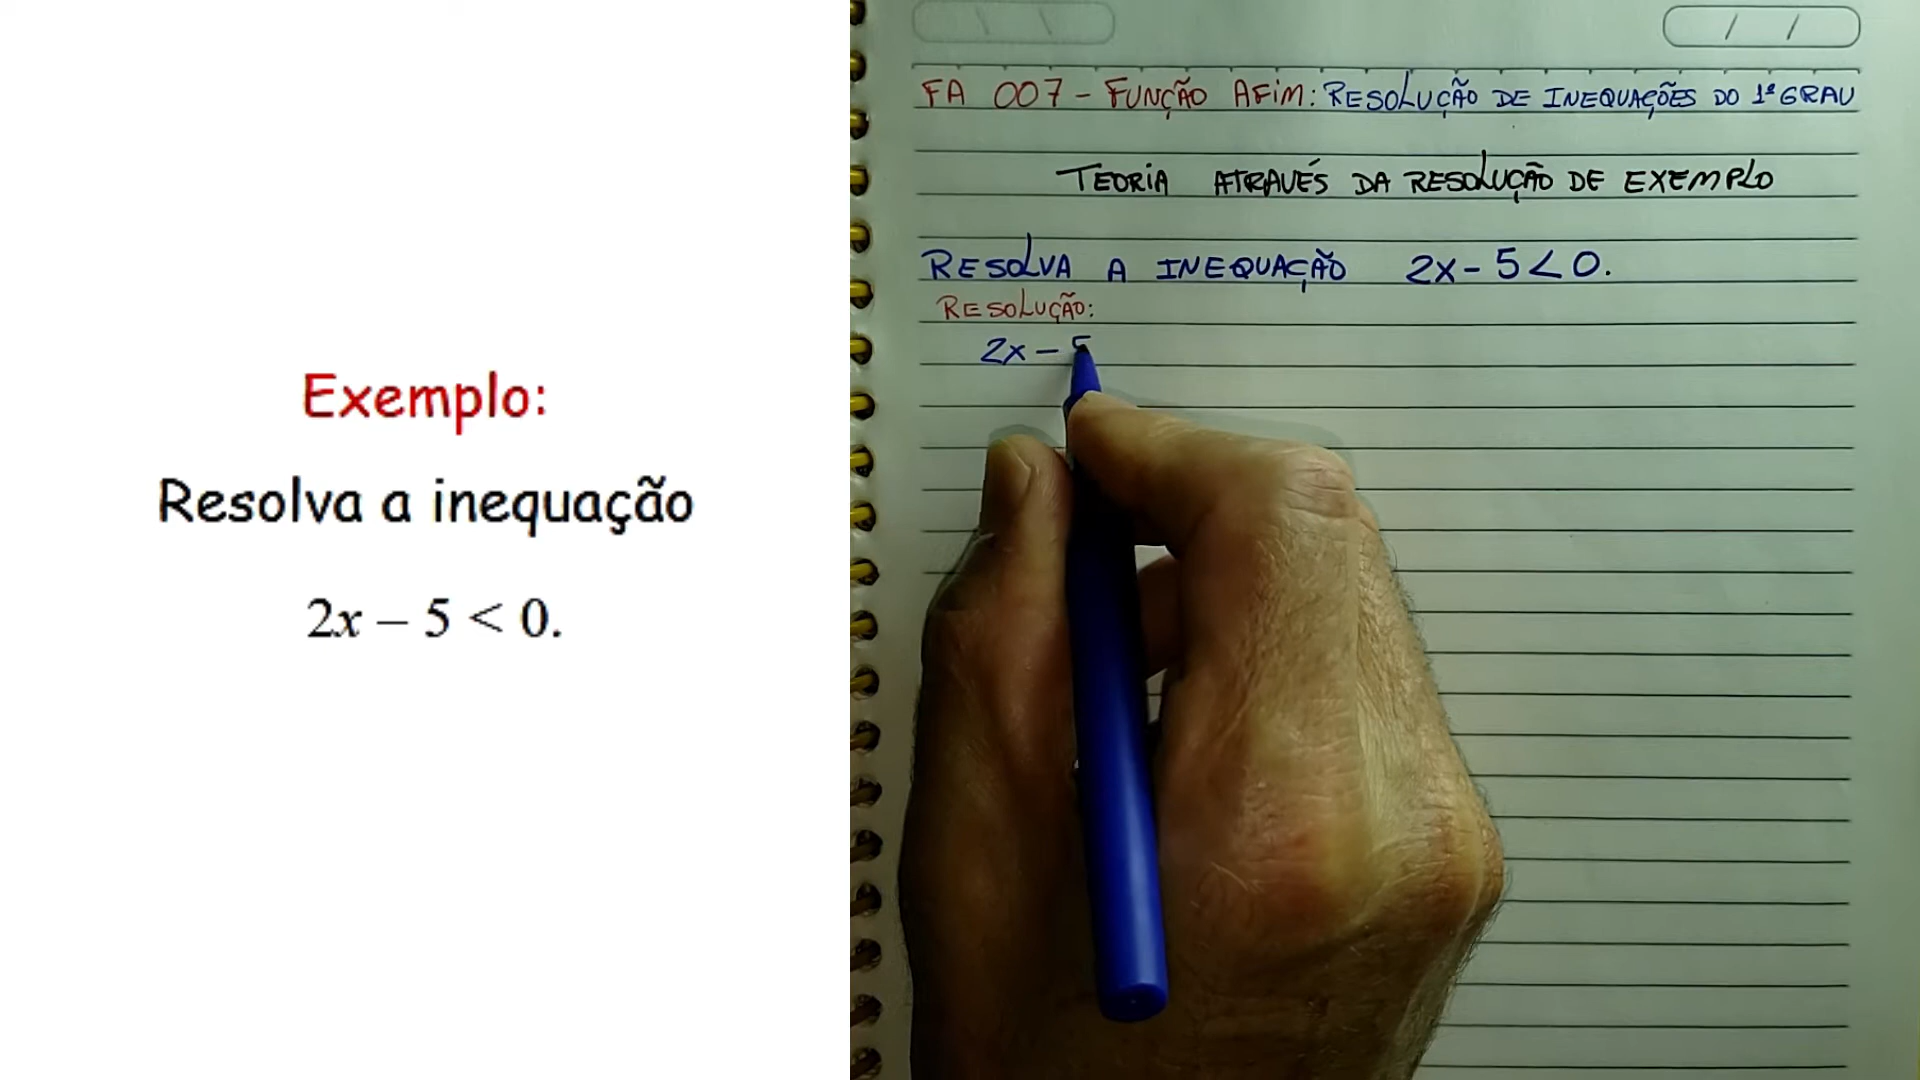 Exemplo:
Resolva a inequação
2x – 5 < 0.
FA 007 - FUNÇÃO AFIM: RESOLUÇÃO DE INEQUAÇÕES DO 1º GRAU
TEORIA ATRAVÉS DA RESOLUÇÃO DE EXEMPLO
RESOLVA A INEQUAÇÃO 2x - 5 < 0.
RESOLUÇÃO:
2x - 5